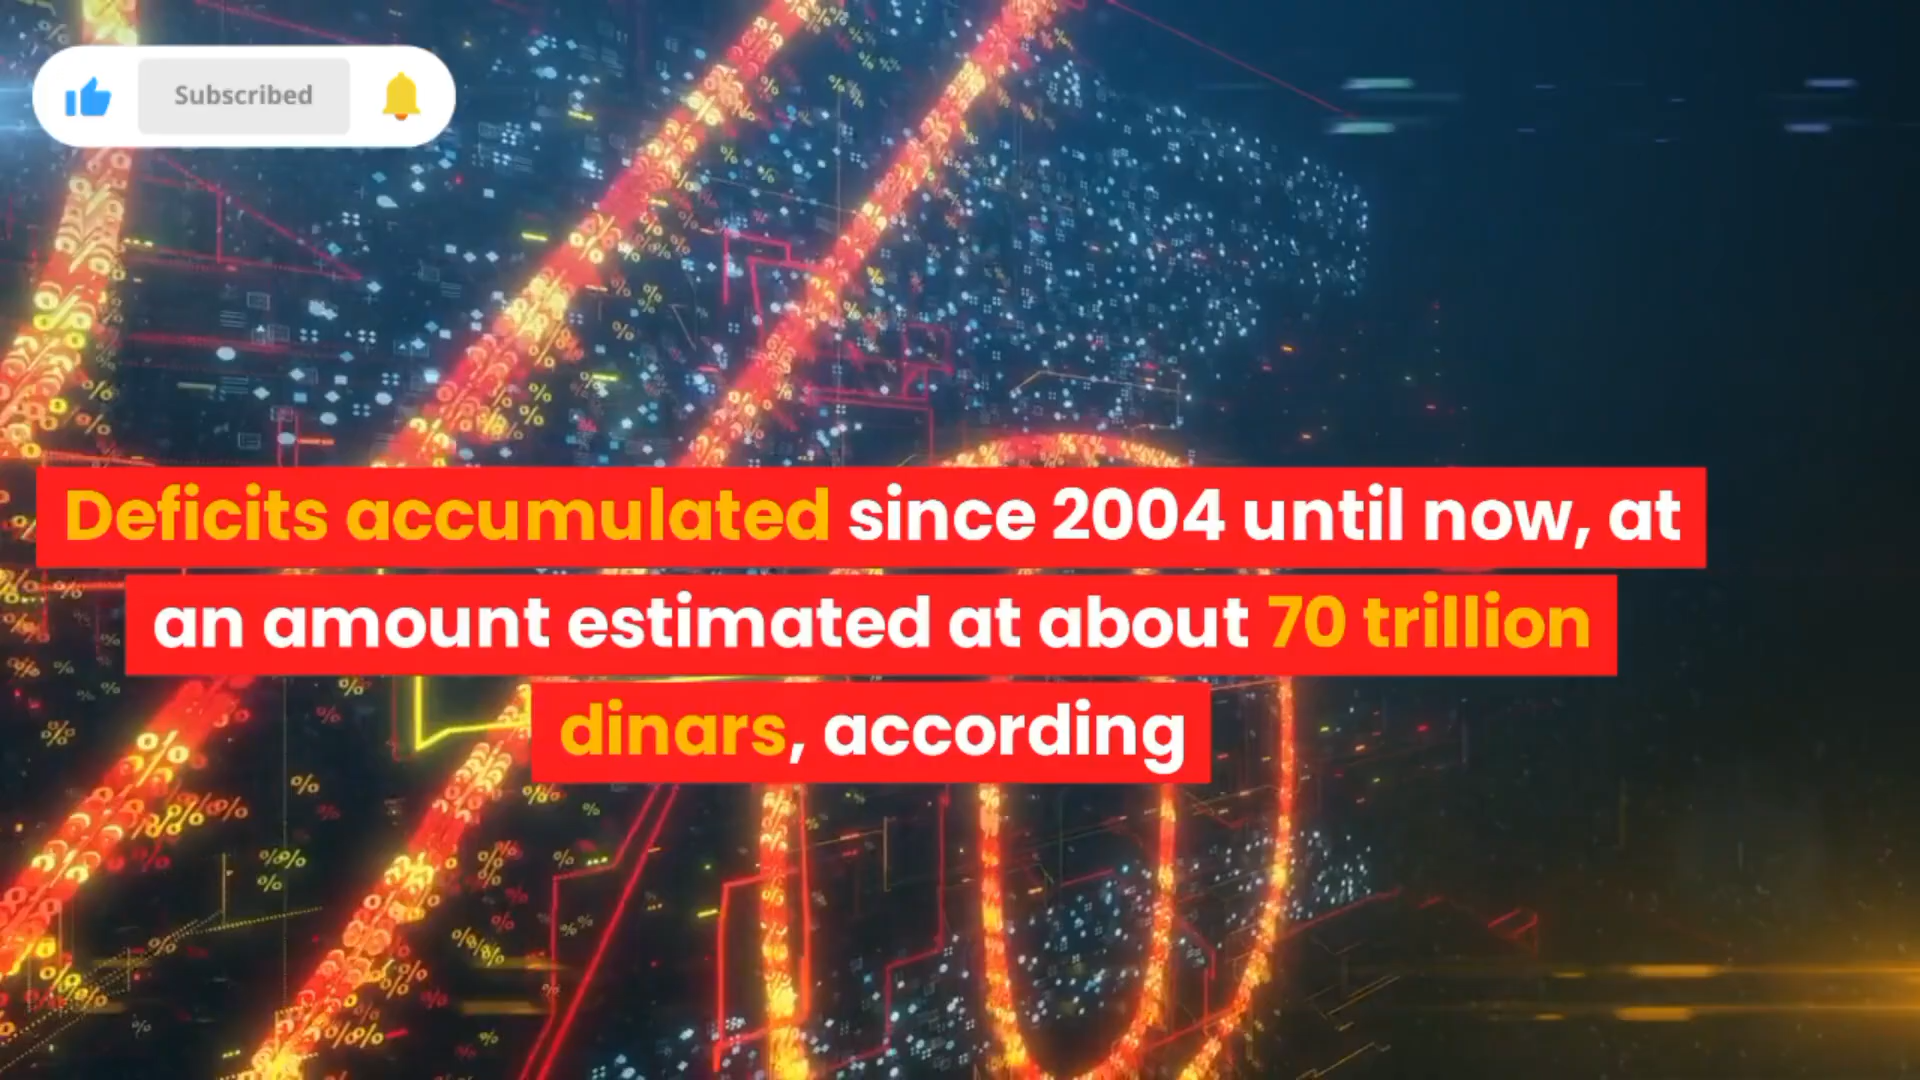 Subscribed
Deficits accumulated since 2004 until now, at
an amount estimated at about 70 trillion
dinars, according